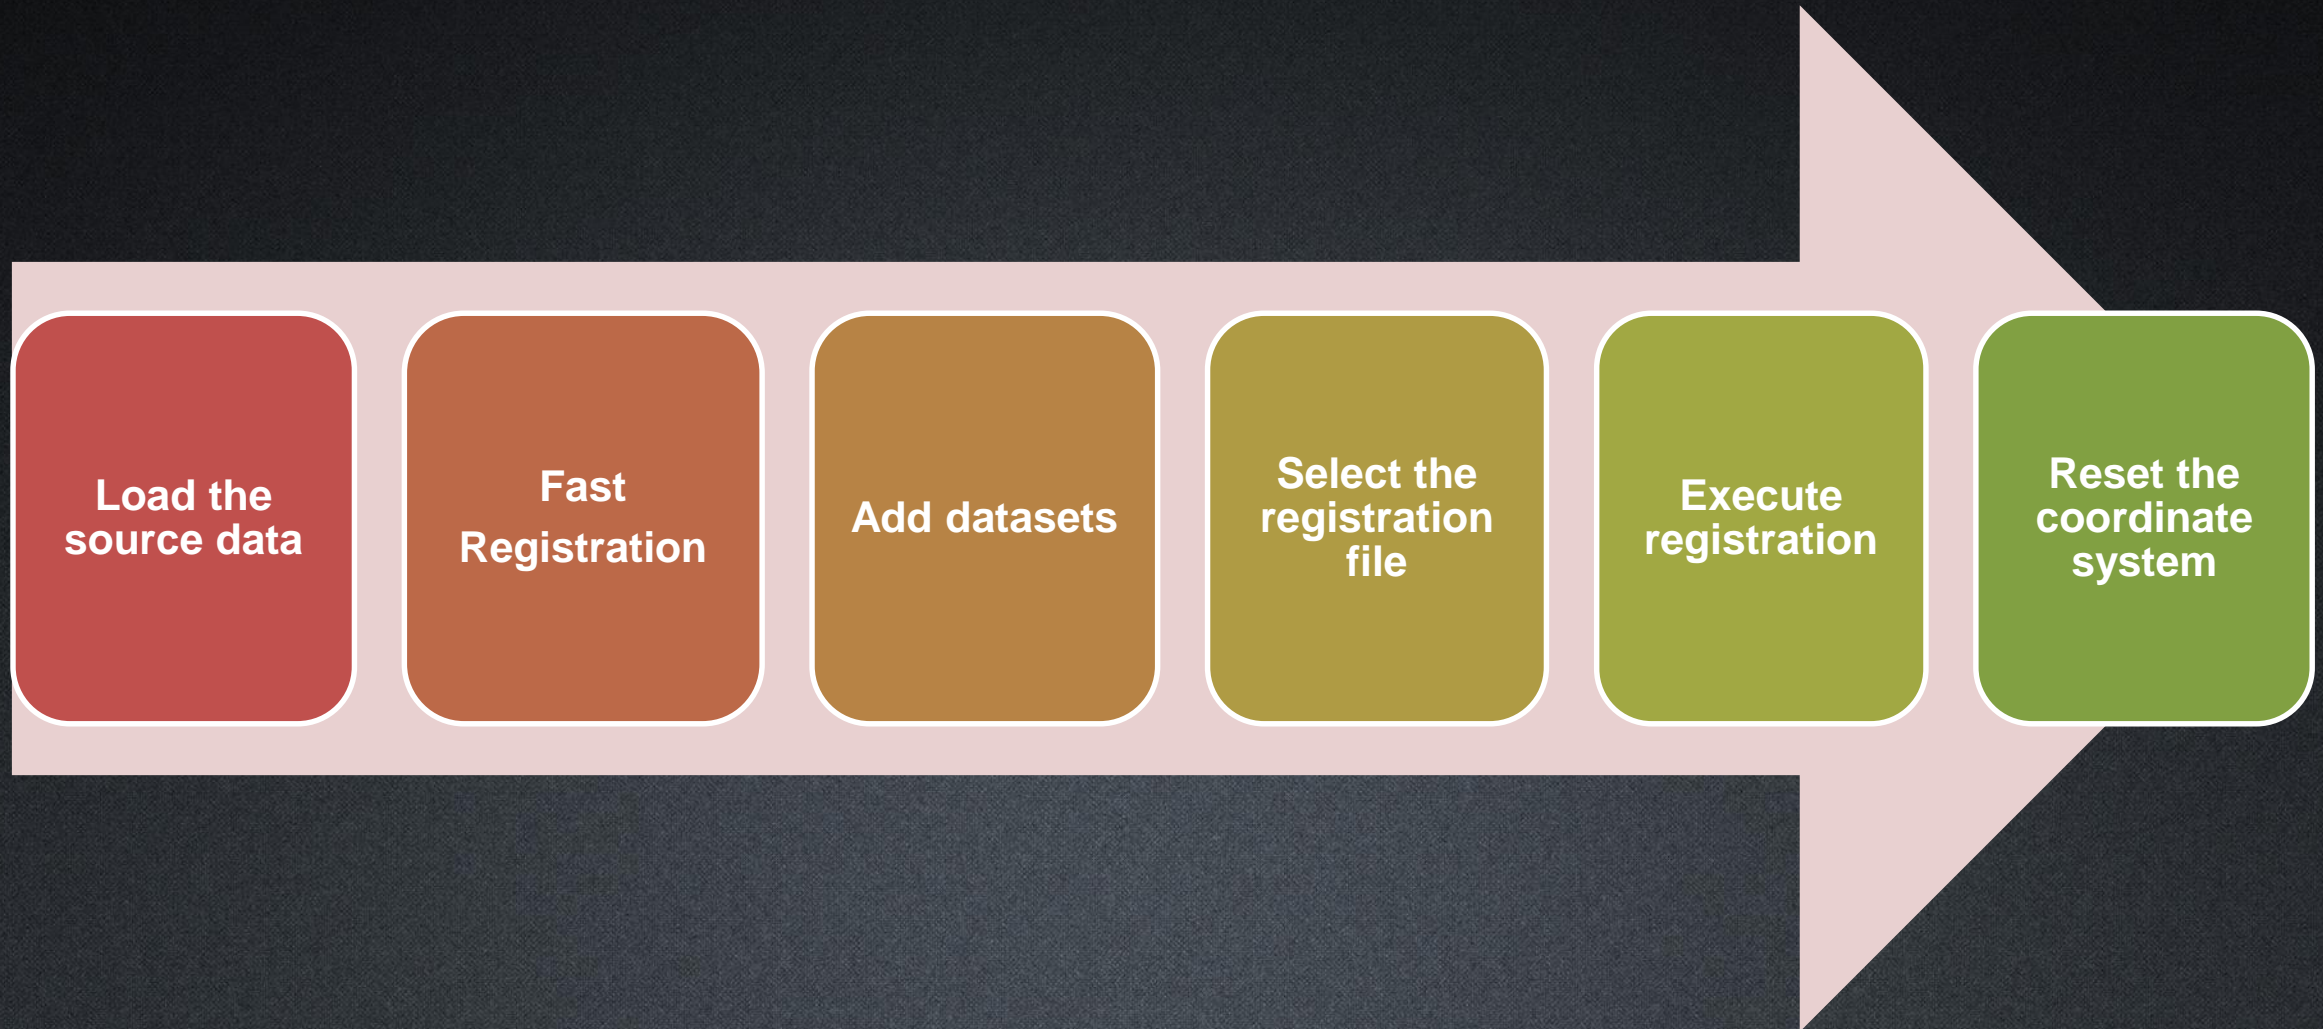 Load the
source data
Fast
Registration
Add datasets
Select the
registration
file
Execute
registration
Reset the
coordinate
system